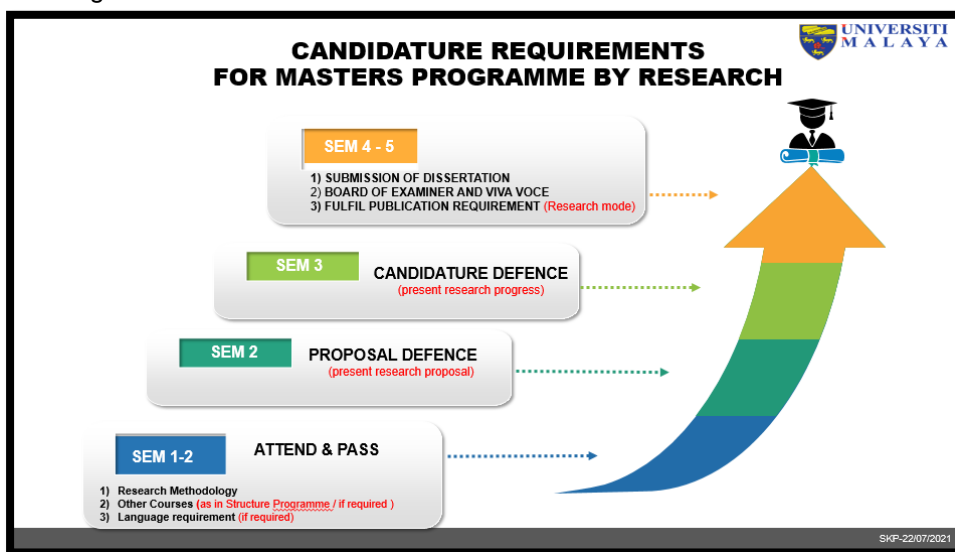 UNIVERSITI
MALAYA
CANDIDATURE REQUIREMENTS
FOR MASTERS PROGRAMME BY RESEARCH
SEM 4 - 5
1) SUBMISSION OF DISSERTATION
2) BOARD OF EXAMINER AND VIVA VOCE
3) FULFIL PUBLICATION REQUIREMENT (Research mode)
SEM 3
CANDIDATURE DEFENCE
(present research progress)
SEM 2
PROPOSAL DEFENCE
(present research proposal)
SEM 1-2
ATTEND & PASS
1) Research Methodology
2) Other Courses (as in Structure Programme / if required )
3) Language requirement (if required)
SKP-22/07/2021